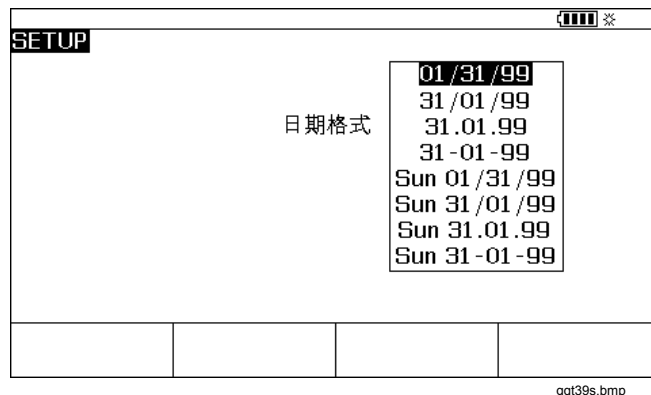 SETUP
日期格式
01/31/99
31/01/99
31.01.99
31-01-99
Sun 01/31/99
Sun 31/01/99
Sun 31.01.99
Sun 31-01-99
gqt39s.bmp